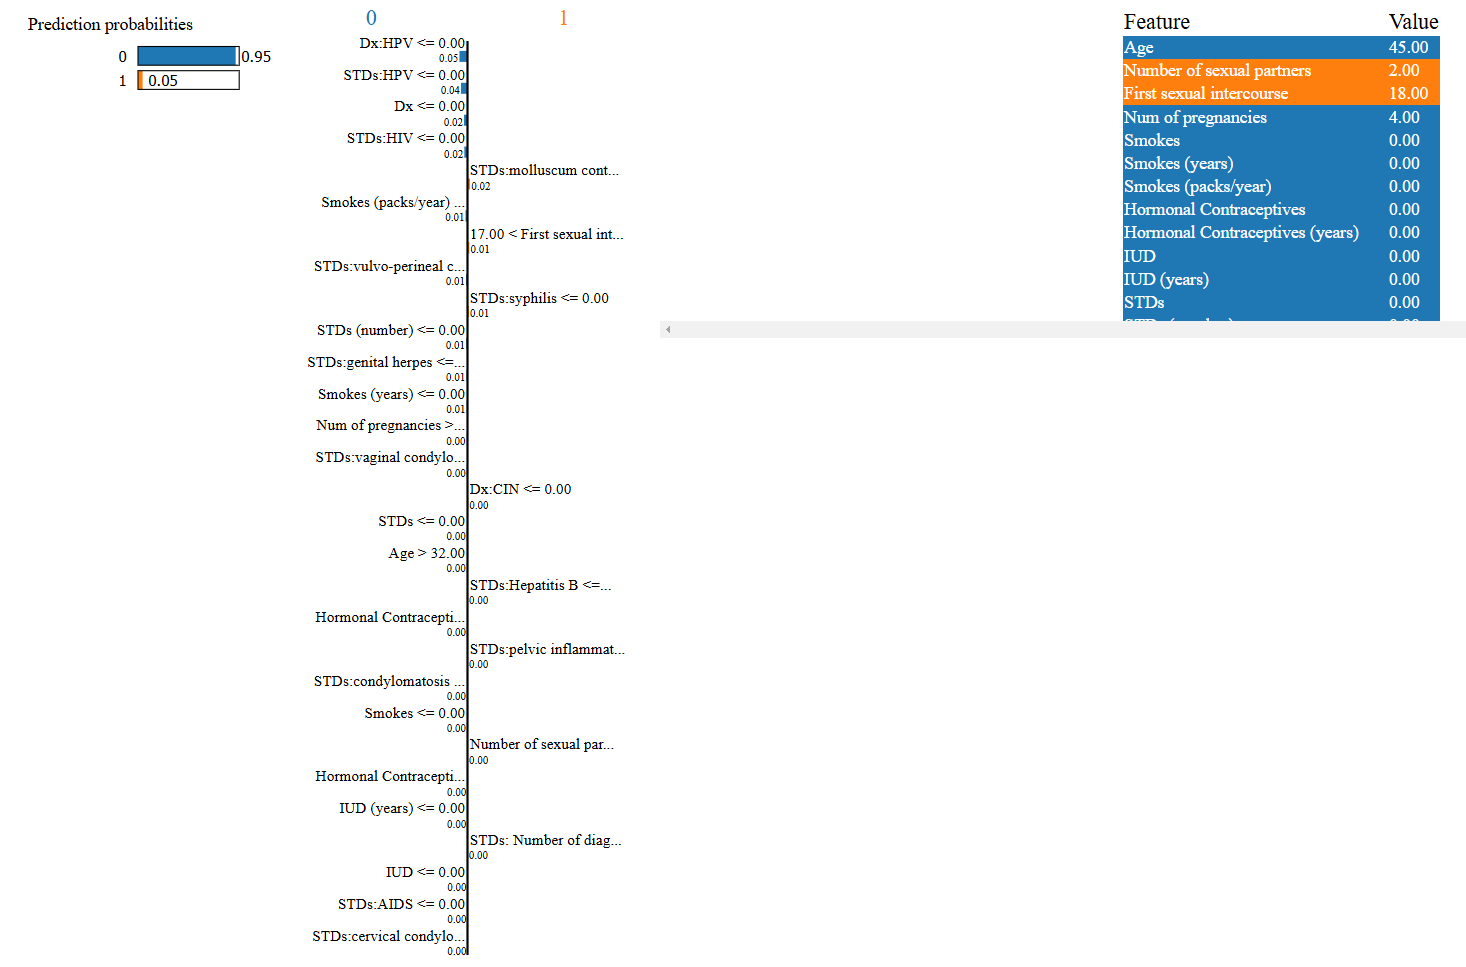 Prediction probabilities
0 0.95
1 0.05
0 1
Dx:HPV <= 0.00
0.05
STDs:HPV <= 0.00
0.04
Dx <= 0.00
0.02
STDs:HIV <= 0.00
0.02
STDs:molluscum cont...
0.02
Smokes (packs/year) ...
0.01
17.00 < First sexual int...
0.01
STDs:vulvo-perineal c...
0.01
STDs:syphilis <= 0.00
0.01
STDs (number) <= 0.00
0.01
STDs:genital herpes <=...
0.01
Smokes (years) <= 0.00
0.01
Num of pregnancies >...
0.00
STDs:vaginal condylo...
0.00
Dx:CIN <= 0.00
0.00
STDs <= 0.00
0.00
Age > 32.00
0.00
STDs:Hepatitis B <=...
0.00
Hormonal Contracepti...
0.00
STDs:pelvic inflammat...
0.00
STDs:condylomatosis ...
0.00
Smokes <= 0.00
0.00
Number of sexual par...
0.00
Hormonal Contracepti...
0.00
IUD (years) <= 0.00
0.00
STDs: Number of diag...
0.00
IUD <= 0.00
0.00
STDs:AIDS <= 0.00
0.00
STDs:cervical condylo...
0.00
Feature Value
Age 45.00
Number of sexual partners 2.00
First sexual intercourse 18.00
Num of pregnancies 4.00
Smokes 0.00
Smokes (years) 0.00
Smokes (packs/year) 0.00
Hormonal Contraceptives 0.00
Hormonal Contraceptives (years) 0.00
IUD 0.00
IUD (years) 0.00
STDs 0.00